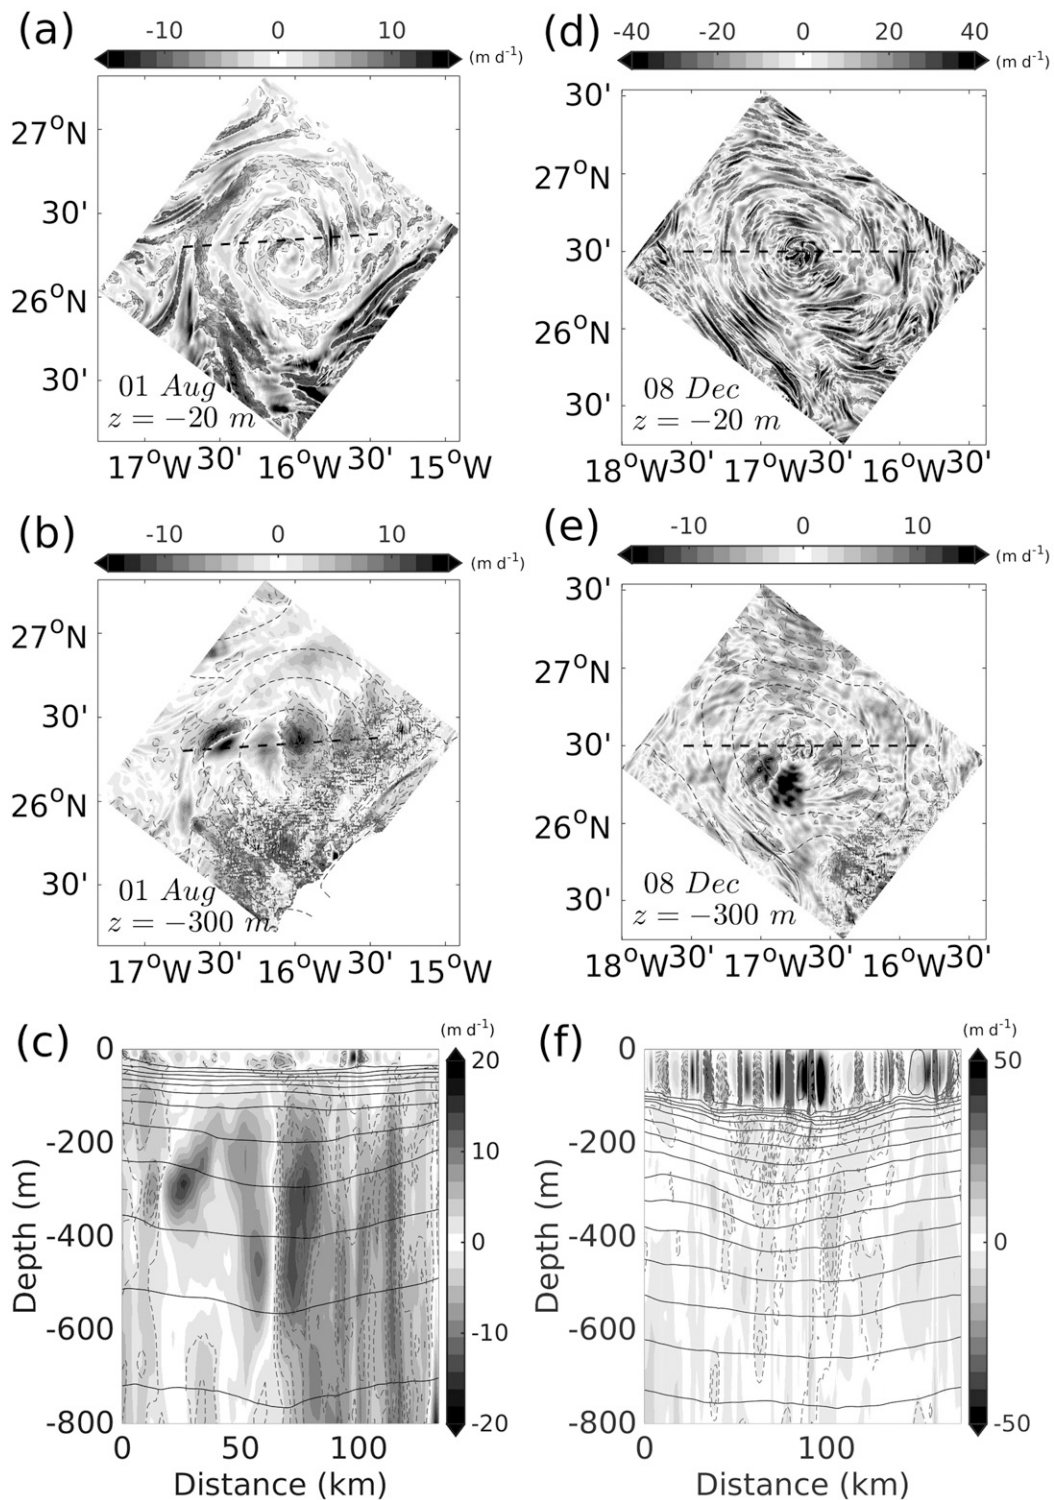 (a)
-10 0 10 (m d⁻¹)
27°N
30'
26°N
30'
01 Aug
z = −20 m
17°W 30' 16°W 30' 15°W
(d)
-40 -20 0 20 40
(m d⁻¹)
30'
27°N
30'
26°N
30'
08 Dec
z = −20 m
18°W 30' 17°W 30' 16°W 30'
(b)
-10 0 10
(m d⁻¹)
27°N
30'
26°N
30'
01 Aug
z = −300 m
17°W 30' 16°W 30' 15°W
(e)
-10 0 10
(m d⁻¹)
30'
27°N
30'
26°N
30'
08 Dec
z = −300 m
18°W 30' 17°W 30' 16°W 30'
(c)
(m d⁻¹)
0
-200
-400
-600
-800
Depth (m)
20
10
0
-10
-20
0 50 100
Distance (km)
(f)
(m d⁻¹)
0
-200
-400
-600
-800
Depth (m)
50
0
-50
0 100
Distance (km)